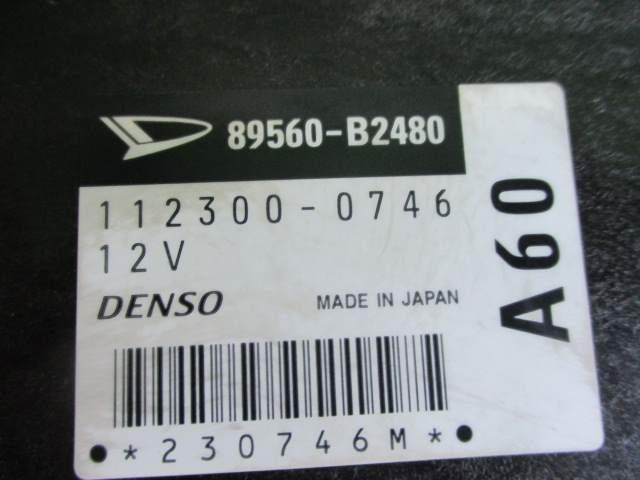 89560-B2480
112300-0746
12V
DENSO MADE IN JAPAN
*230746M*
A60